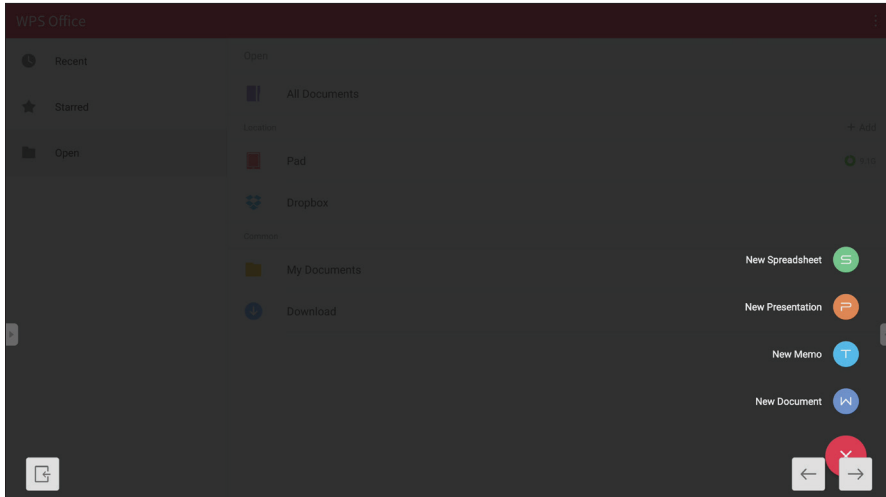 WPS Office
Recent
Starred
Open
Open
All Documents
Location
+ Add
Pad
Dropbox
Common
My Documents
Download
New Spreadsheet
New Presentation
New Memo
New Document